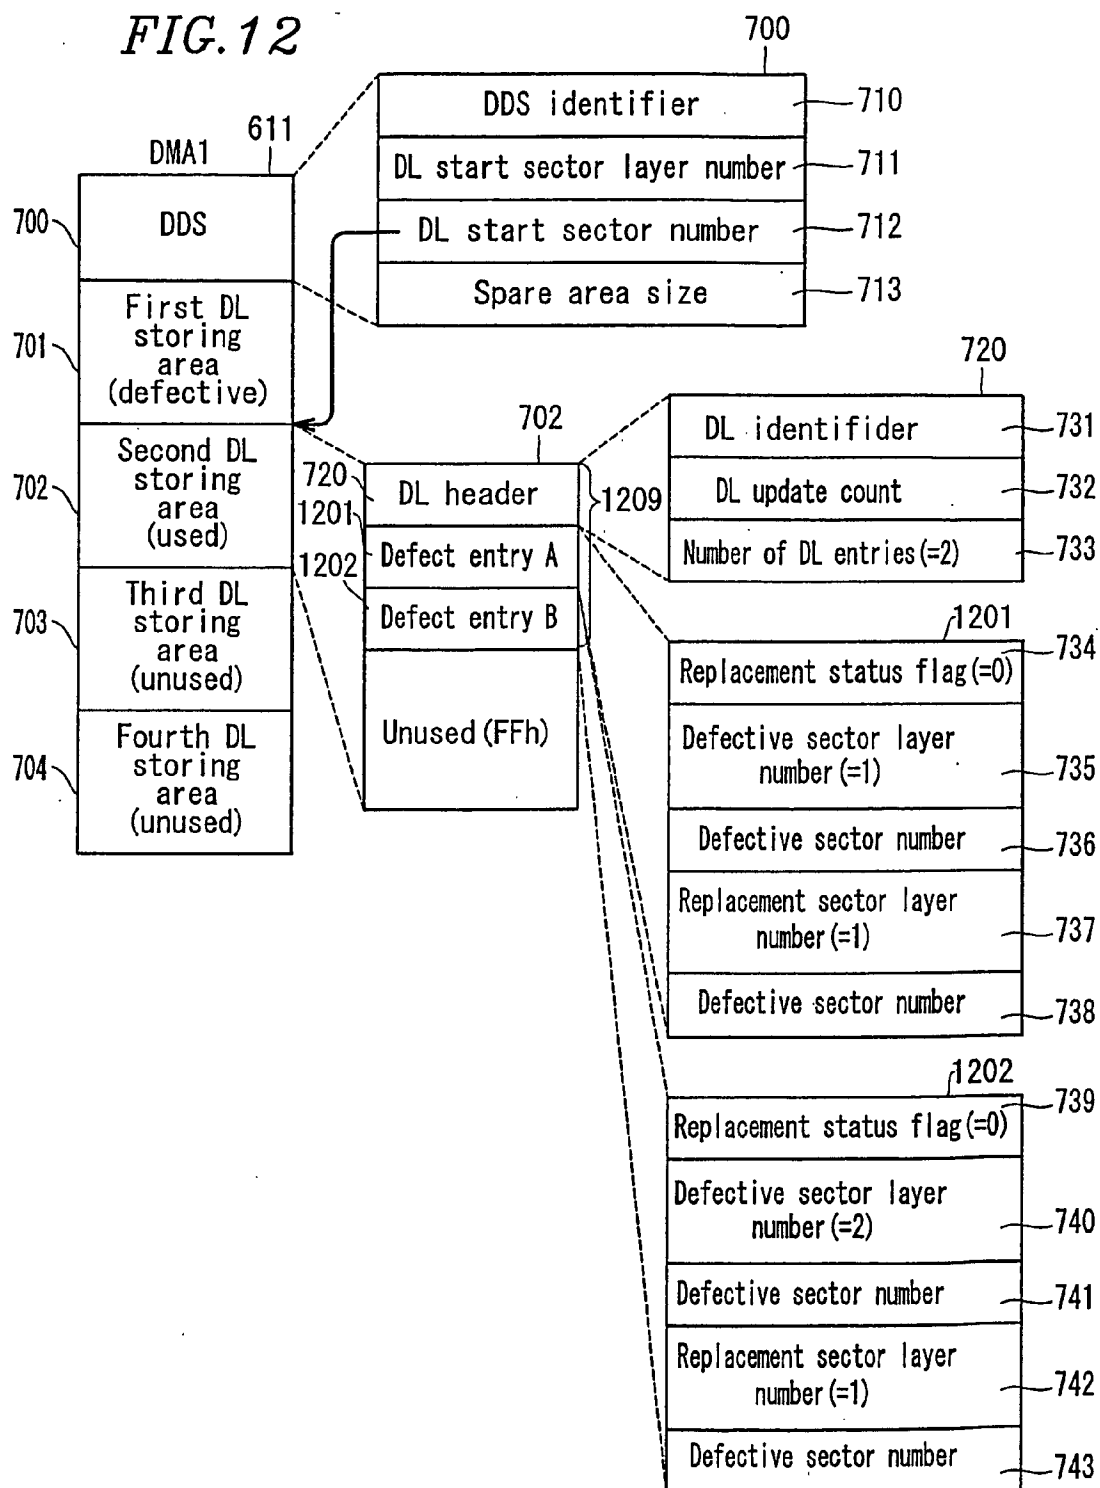 FIG.12
700
DDS identifier
710
DL start sector layer number
711
DL start sector number
712
Spare area size
713
611
DMA1
700
DDS
701
First DL
storing
area
(defective)
702
Second DL
storing
area
(used)
703
Third DL
storing
area
(unused)
704
Fourth DL
storing
area
(unused)
702
720
DL header
1209
1201
Defect entry A
1202
Defect entry B
Unused (FFh)
720
DL identifider
731
DL update count
732
Number of DL entries (=2)
733
1201
734
Replacement status flag (=0)
Defective sector layer
number (=1)
735
Defective sector number
736
Replacement sector layer
number (=1)
737
Defective sector number
738
1202
739
Replacement status flag (=0)
Defective sector layer
number (=2)
740
Defective sector number
741
Replacement sector layer
number (=1)
742
Defective sector number
743